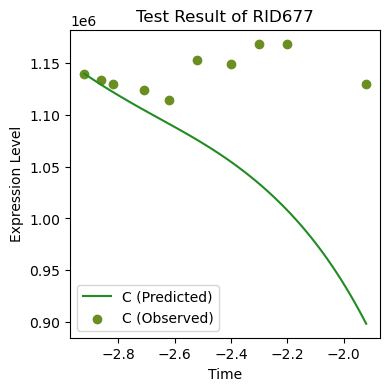 Test Result of RID677
1e6
1.15
1.10
1.05
1.00
0.95
0.90
Expression Level
C (Predicted)
C (Observed)
−2.8 −2.6 −2.4 −2.2 −2.0
Time